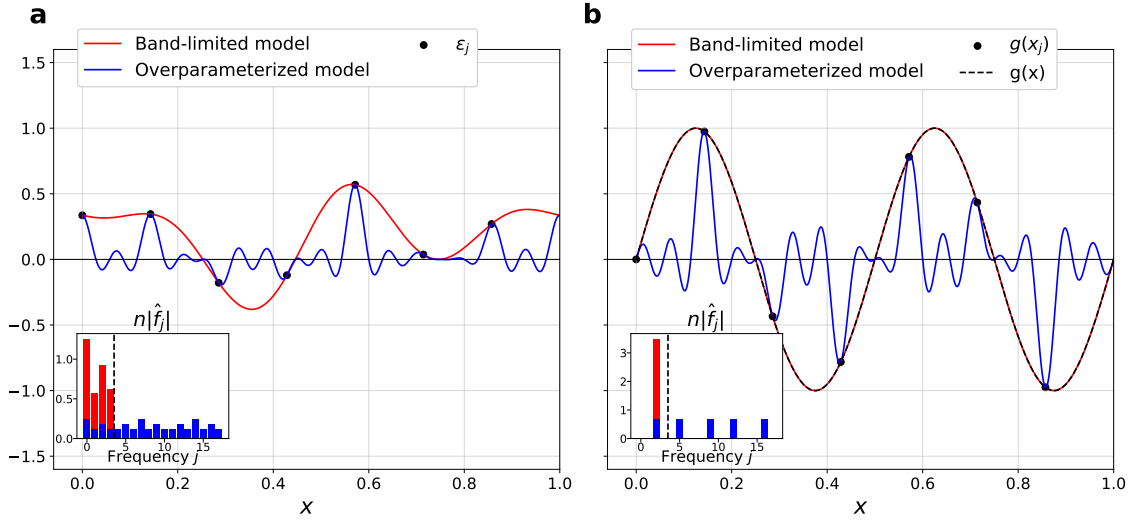 a
Band-limited model
Overparameterized model
ε_j
1.5
1.0
0.5
0.0
−0.5
−1.0
−1.5
0.0 0.2 0.4 0.6 0.8 1.0
x
n|f̂_j|
1.0
0.5
0.0
0 5 10 15
Frequency j
b
Band-limited model
Overparameterized model
g(x_j)
g(x)
0.0 0.2 0.4 0.6 0.8 1.0
x
n|f̂_j|
3
2
1
0
0 5 10 15
Frequency j